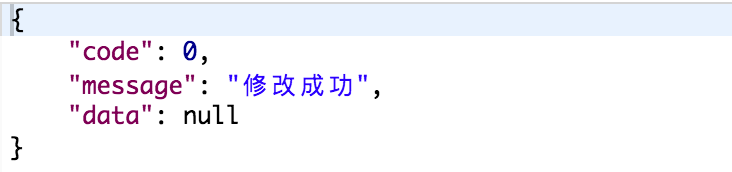 {
    "code": 0,
    "message": "修改成功",
    "data": null
}